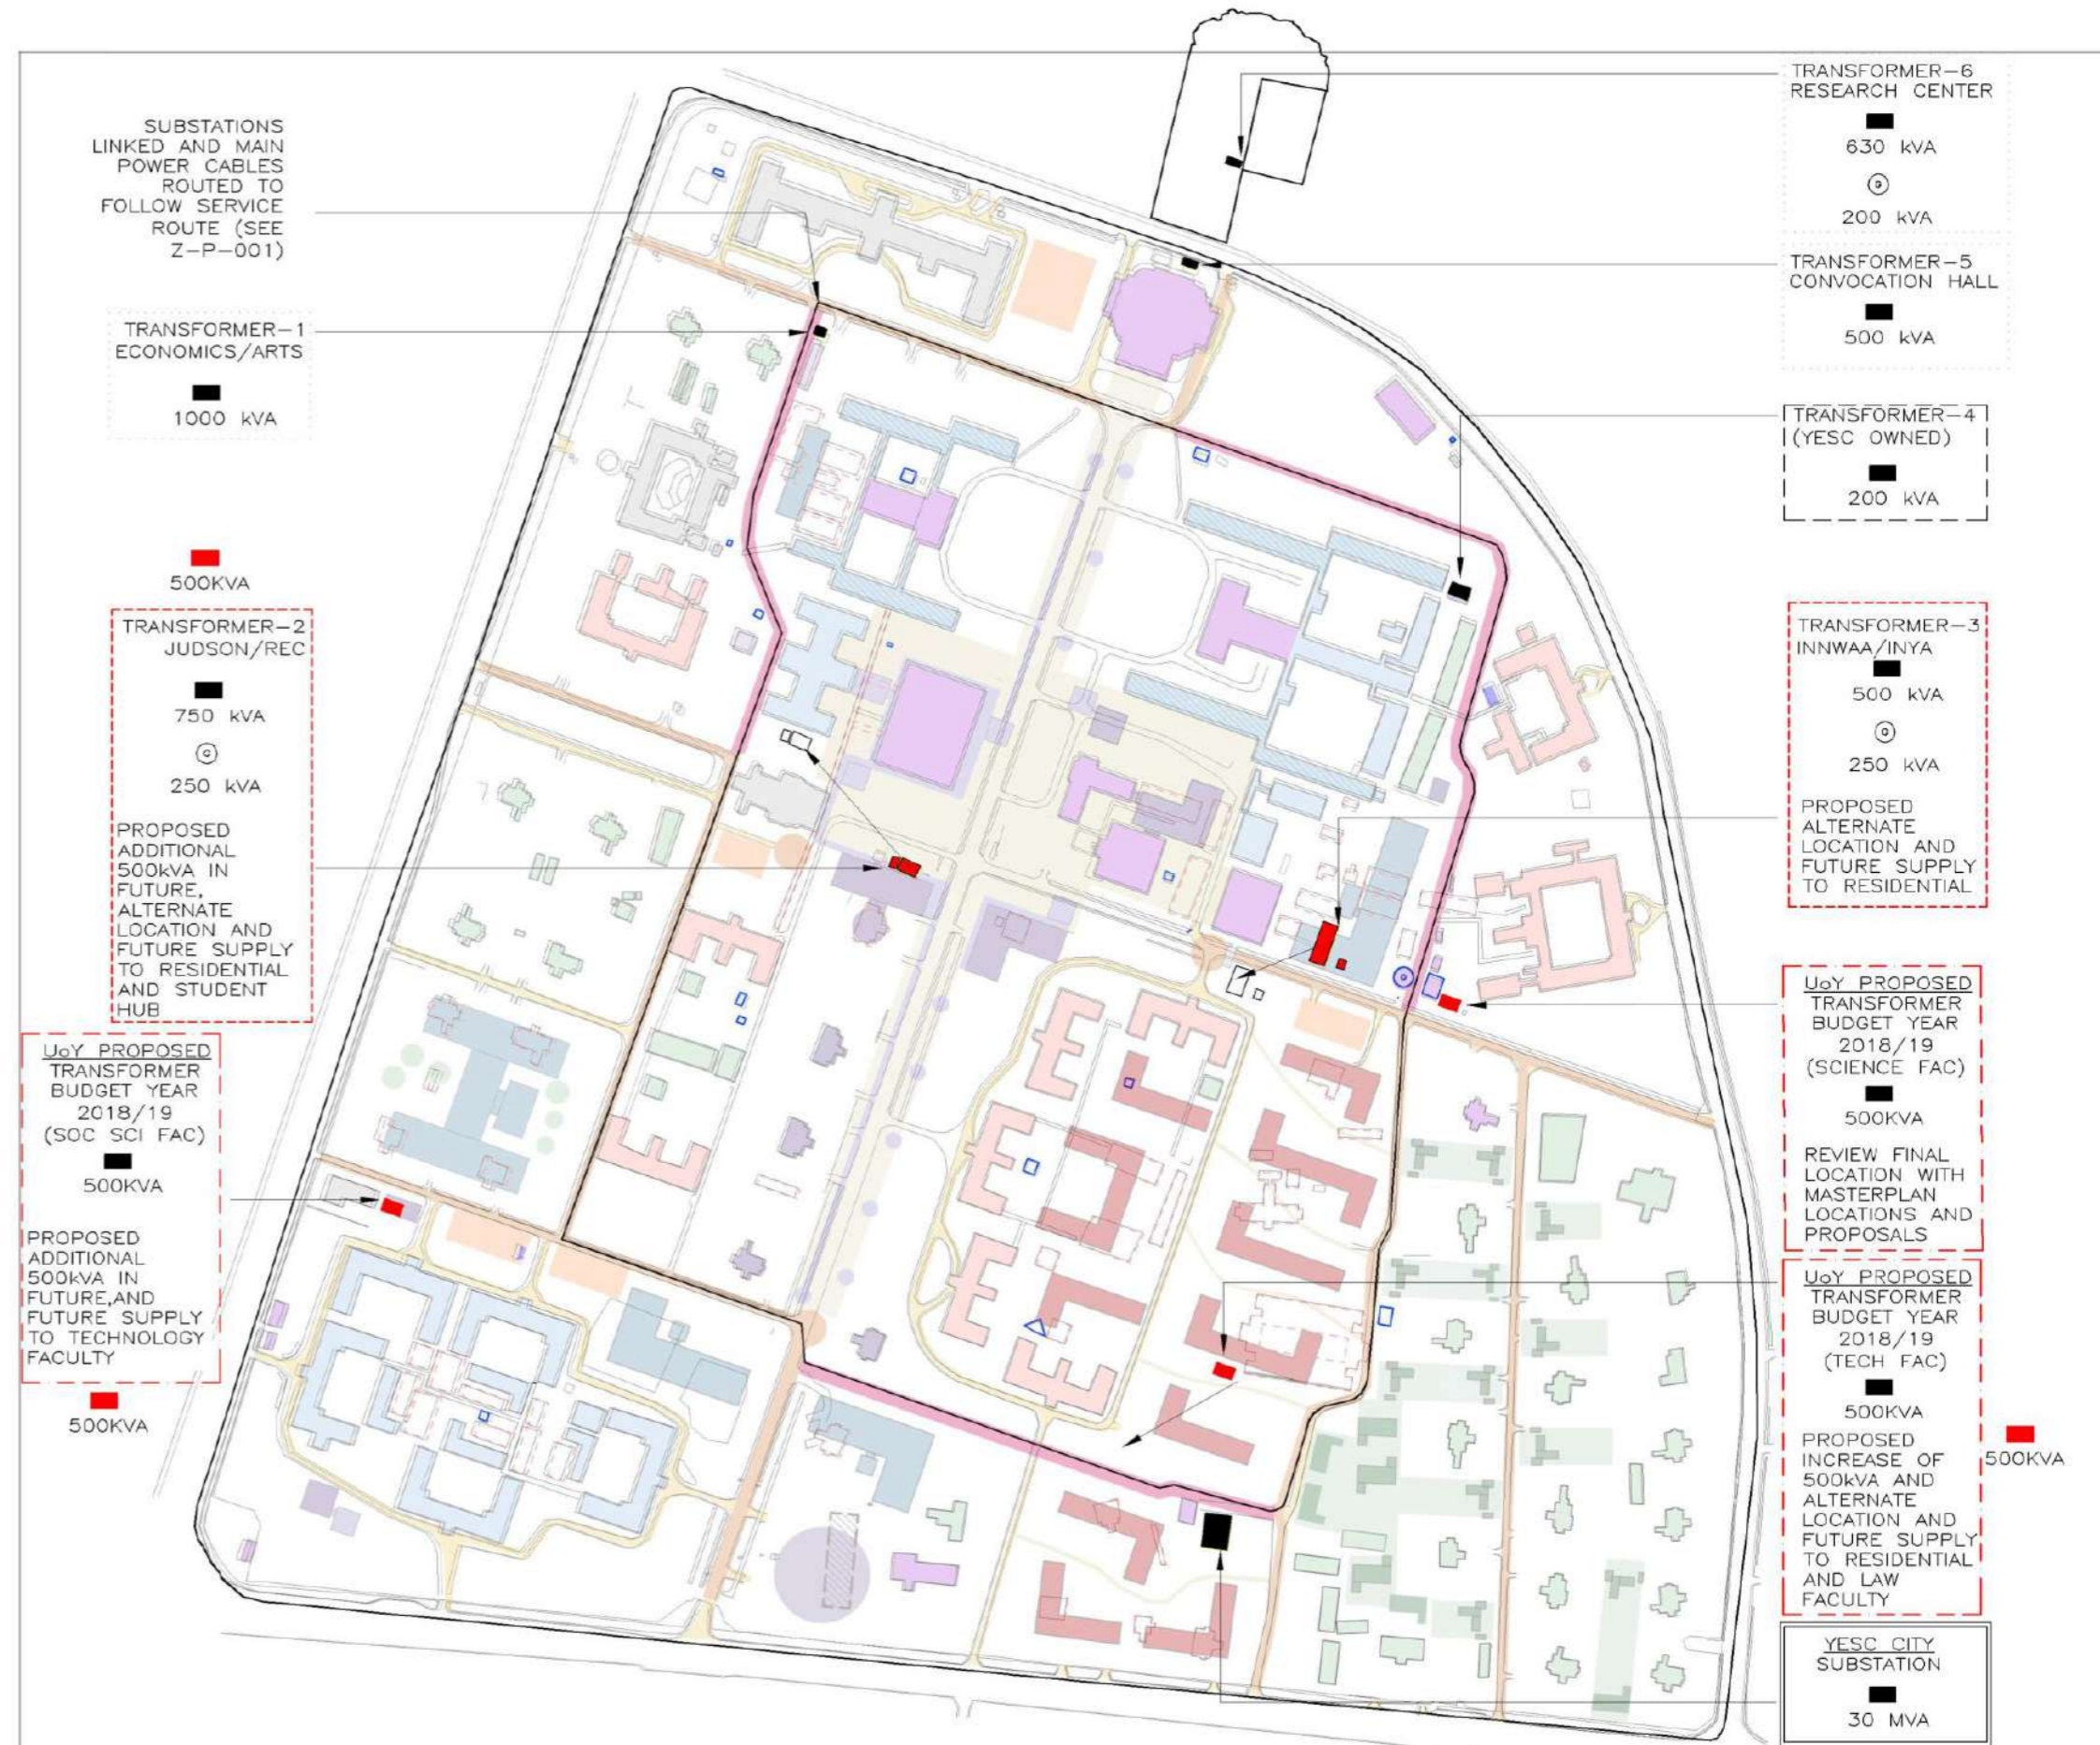 SUBSTATIONS
LINKED AND MAIN
POWER CABLES
ROUTED TO
FOLLOW SERVICE
ROUTE (SEE
Z-P-001)
TRANSFORMER-1
ECONOMICS/ARTS
1000 kVA
500KVA
TRANSFORMER-2
JUDSON/REC
750 kVA
250 kVA
PROPOSED
ADDITIONAL
500kVA IN
FUTURE,
ALTERNATE
LOCATION AND
FUTURE SUPPLY
TO RESIDENTIAL
AND STUDENT
HUB
UoY PROPOSED
TRANSFORMER
BUDGET YEAR
2018/19
(SOC SCI FAC)
500KVA
PROPOSED
ADDITIONAL
500kVA IN
FUTURE,AND
FUTURE SUPPLY
TO TECHNOLOGY
FACULTY
500KVA
TRANSFORMER-6
RESEARCH CENTER
630 kVA
200 kVA
TRANSFORMER-5
CONVOCATION HALL
500 kVA
TRANSFORMER-4
(YESC OWNED)
200 kVA
TRANSFORMER-3
INNWAA/INYA
500 kVA
250 kVA
PROPOSED
ALTERNATE
LOCATION AND
FUTURE SUPPLY
TO RESIDENTIAL
UoY PROPOSED
TRANSFORMER
BUDGET YEAR
2018/19
(SCIENCE FAC)
500KVA
REVIEW FINAL
LOCATION WITH
MASTERPLAN
LOCATIONS AND
PROPOSALS
UoY PROPOSED
TRANSFORMER
BUDGET YEAR
2018/19
(TECH FAC)
500KVA
PROPOSED
INCREASE OF
500kVA AND
ALTERNATE
LOCATION AND
FUTURE SUPPLY
TO RESIDENTIAL
AND LAW
FACULTY
500KVA
YESC CITY
SUBSTATION
30 MVA